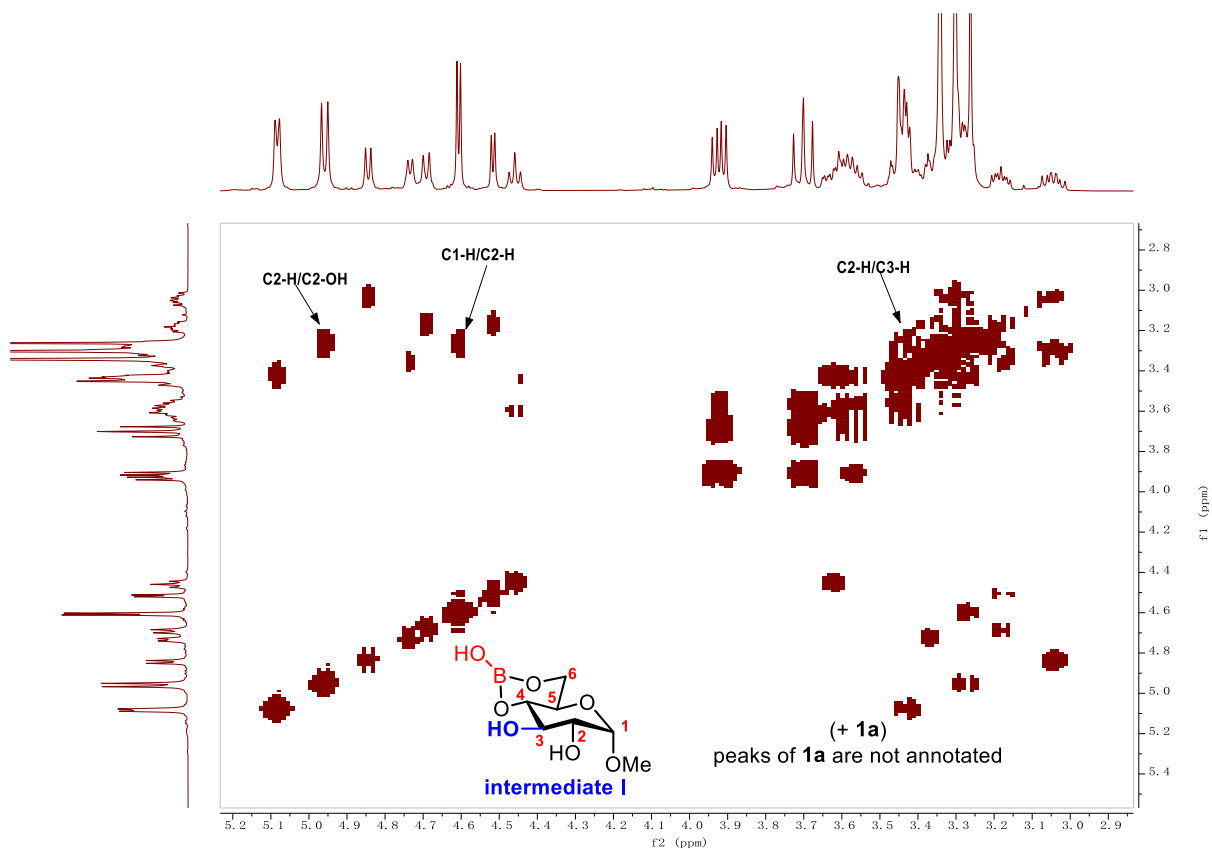 C2-H/C2-OH
C1-H/C2-H
C2-H/C3-H
2.8
3.0
3.2
3.4
3.6
3.8
4.0
4.2
4.4
4.6
4.8
5.0
5.2
5.4
f1 (ppm)
HO
B
O
6
O
4
5
O
1
HO
3
2
HO
OMe
intermediate I
(+ 1a)
peaks of 1a are not annotated
5.2 5.1 5.0 4.9 4.8 4.7 4.6 4.5 4.4 4.3 4.2 4.1 4.0 3.9 3.8 3.7 3.6 3.5 3.4 3.3 3.2 3.1 3.0 2.9
f2 (ppm)